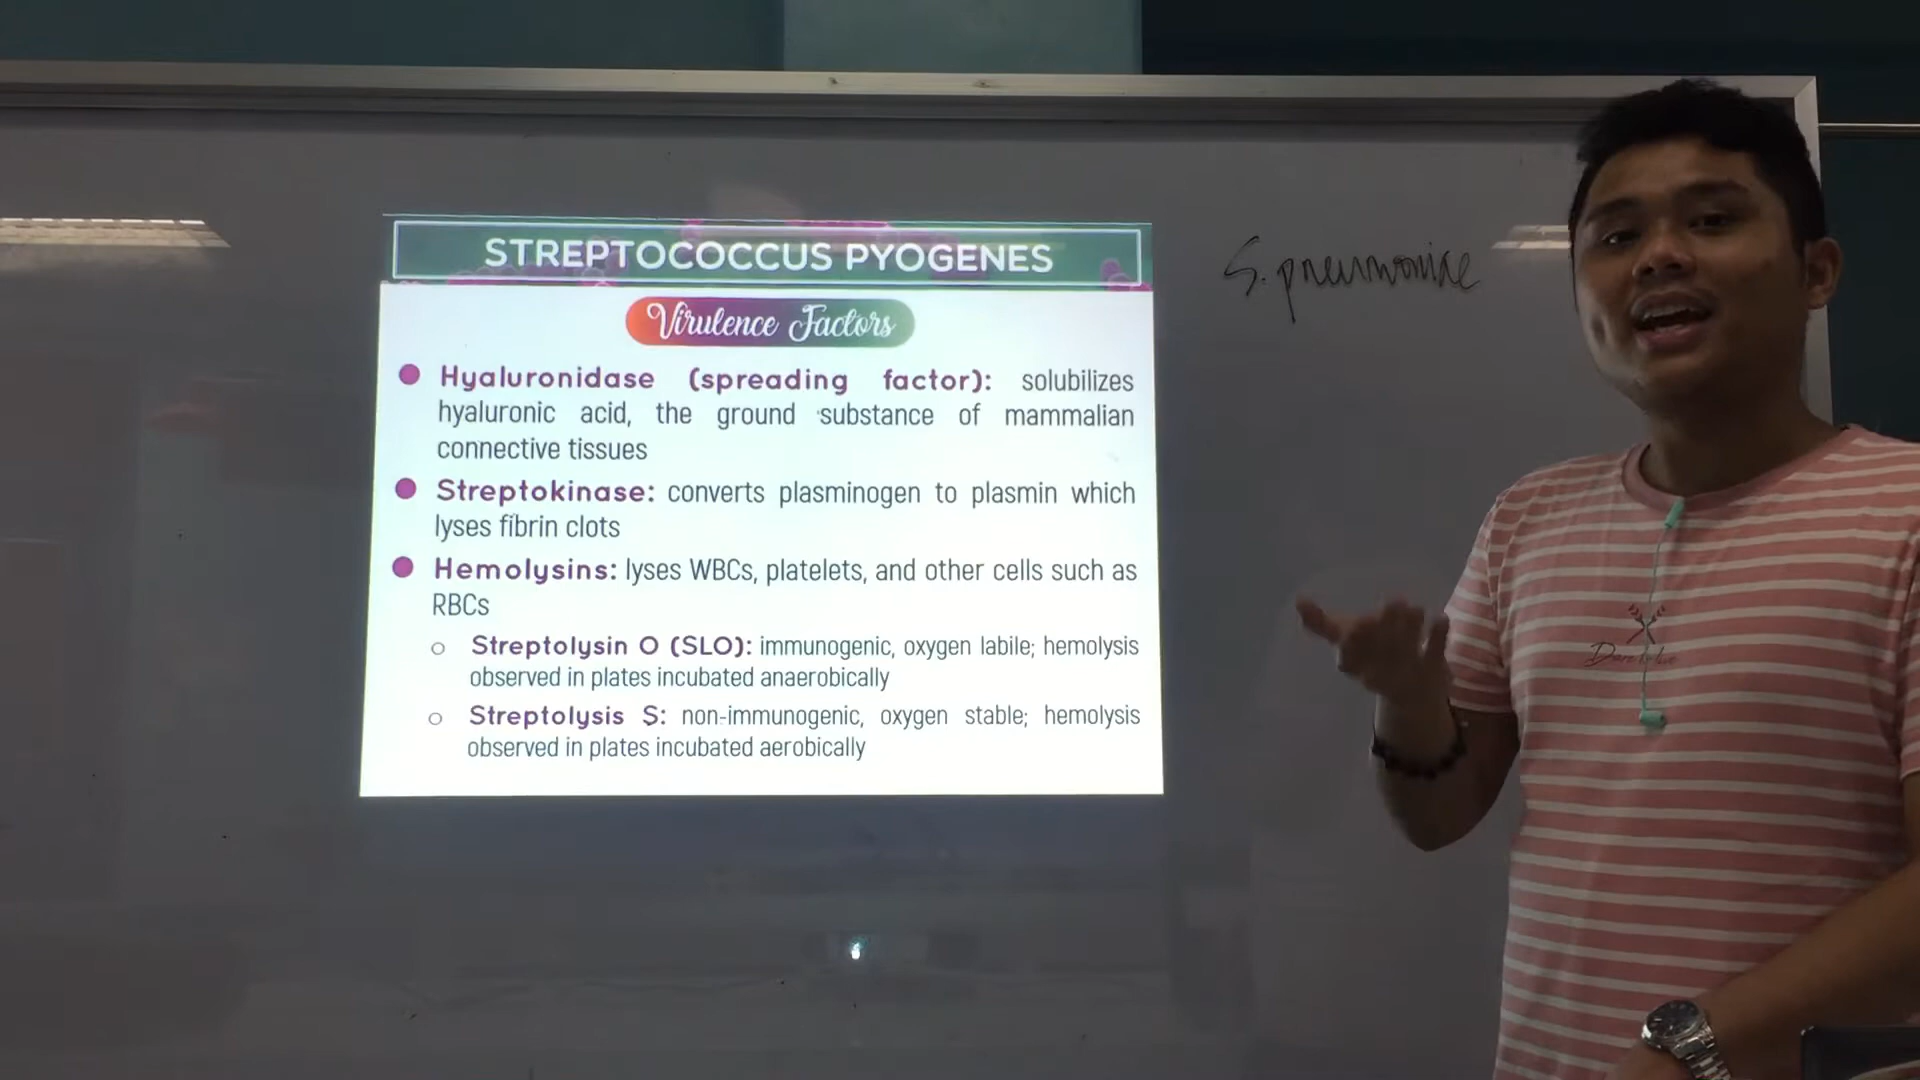 STREPTOCOCCUS PYOGENES
S. pneumoniae
Virulence Factors
Hyaluronidase (spreading factor): solubilizes
hyaluronic acid, the ground substance of mammalian
connective tissues
Streptokinase: converts plasminogen to plasmin which
lyses fibrin clots
Hemolysins: lyses WBCs, platelets, and other cells such as
RBCs
Streptolysin O (SLO): immunogenic, oxygen labile; hemolysis
observed in plates incubated anaerobically
Streptolysis S: non-immunogenic, oxygen stable; hemolysis
observed in plates incubated aerobically